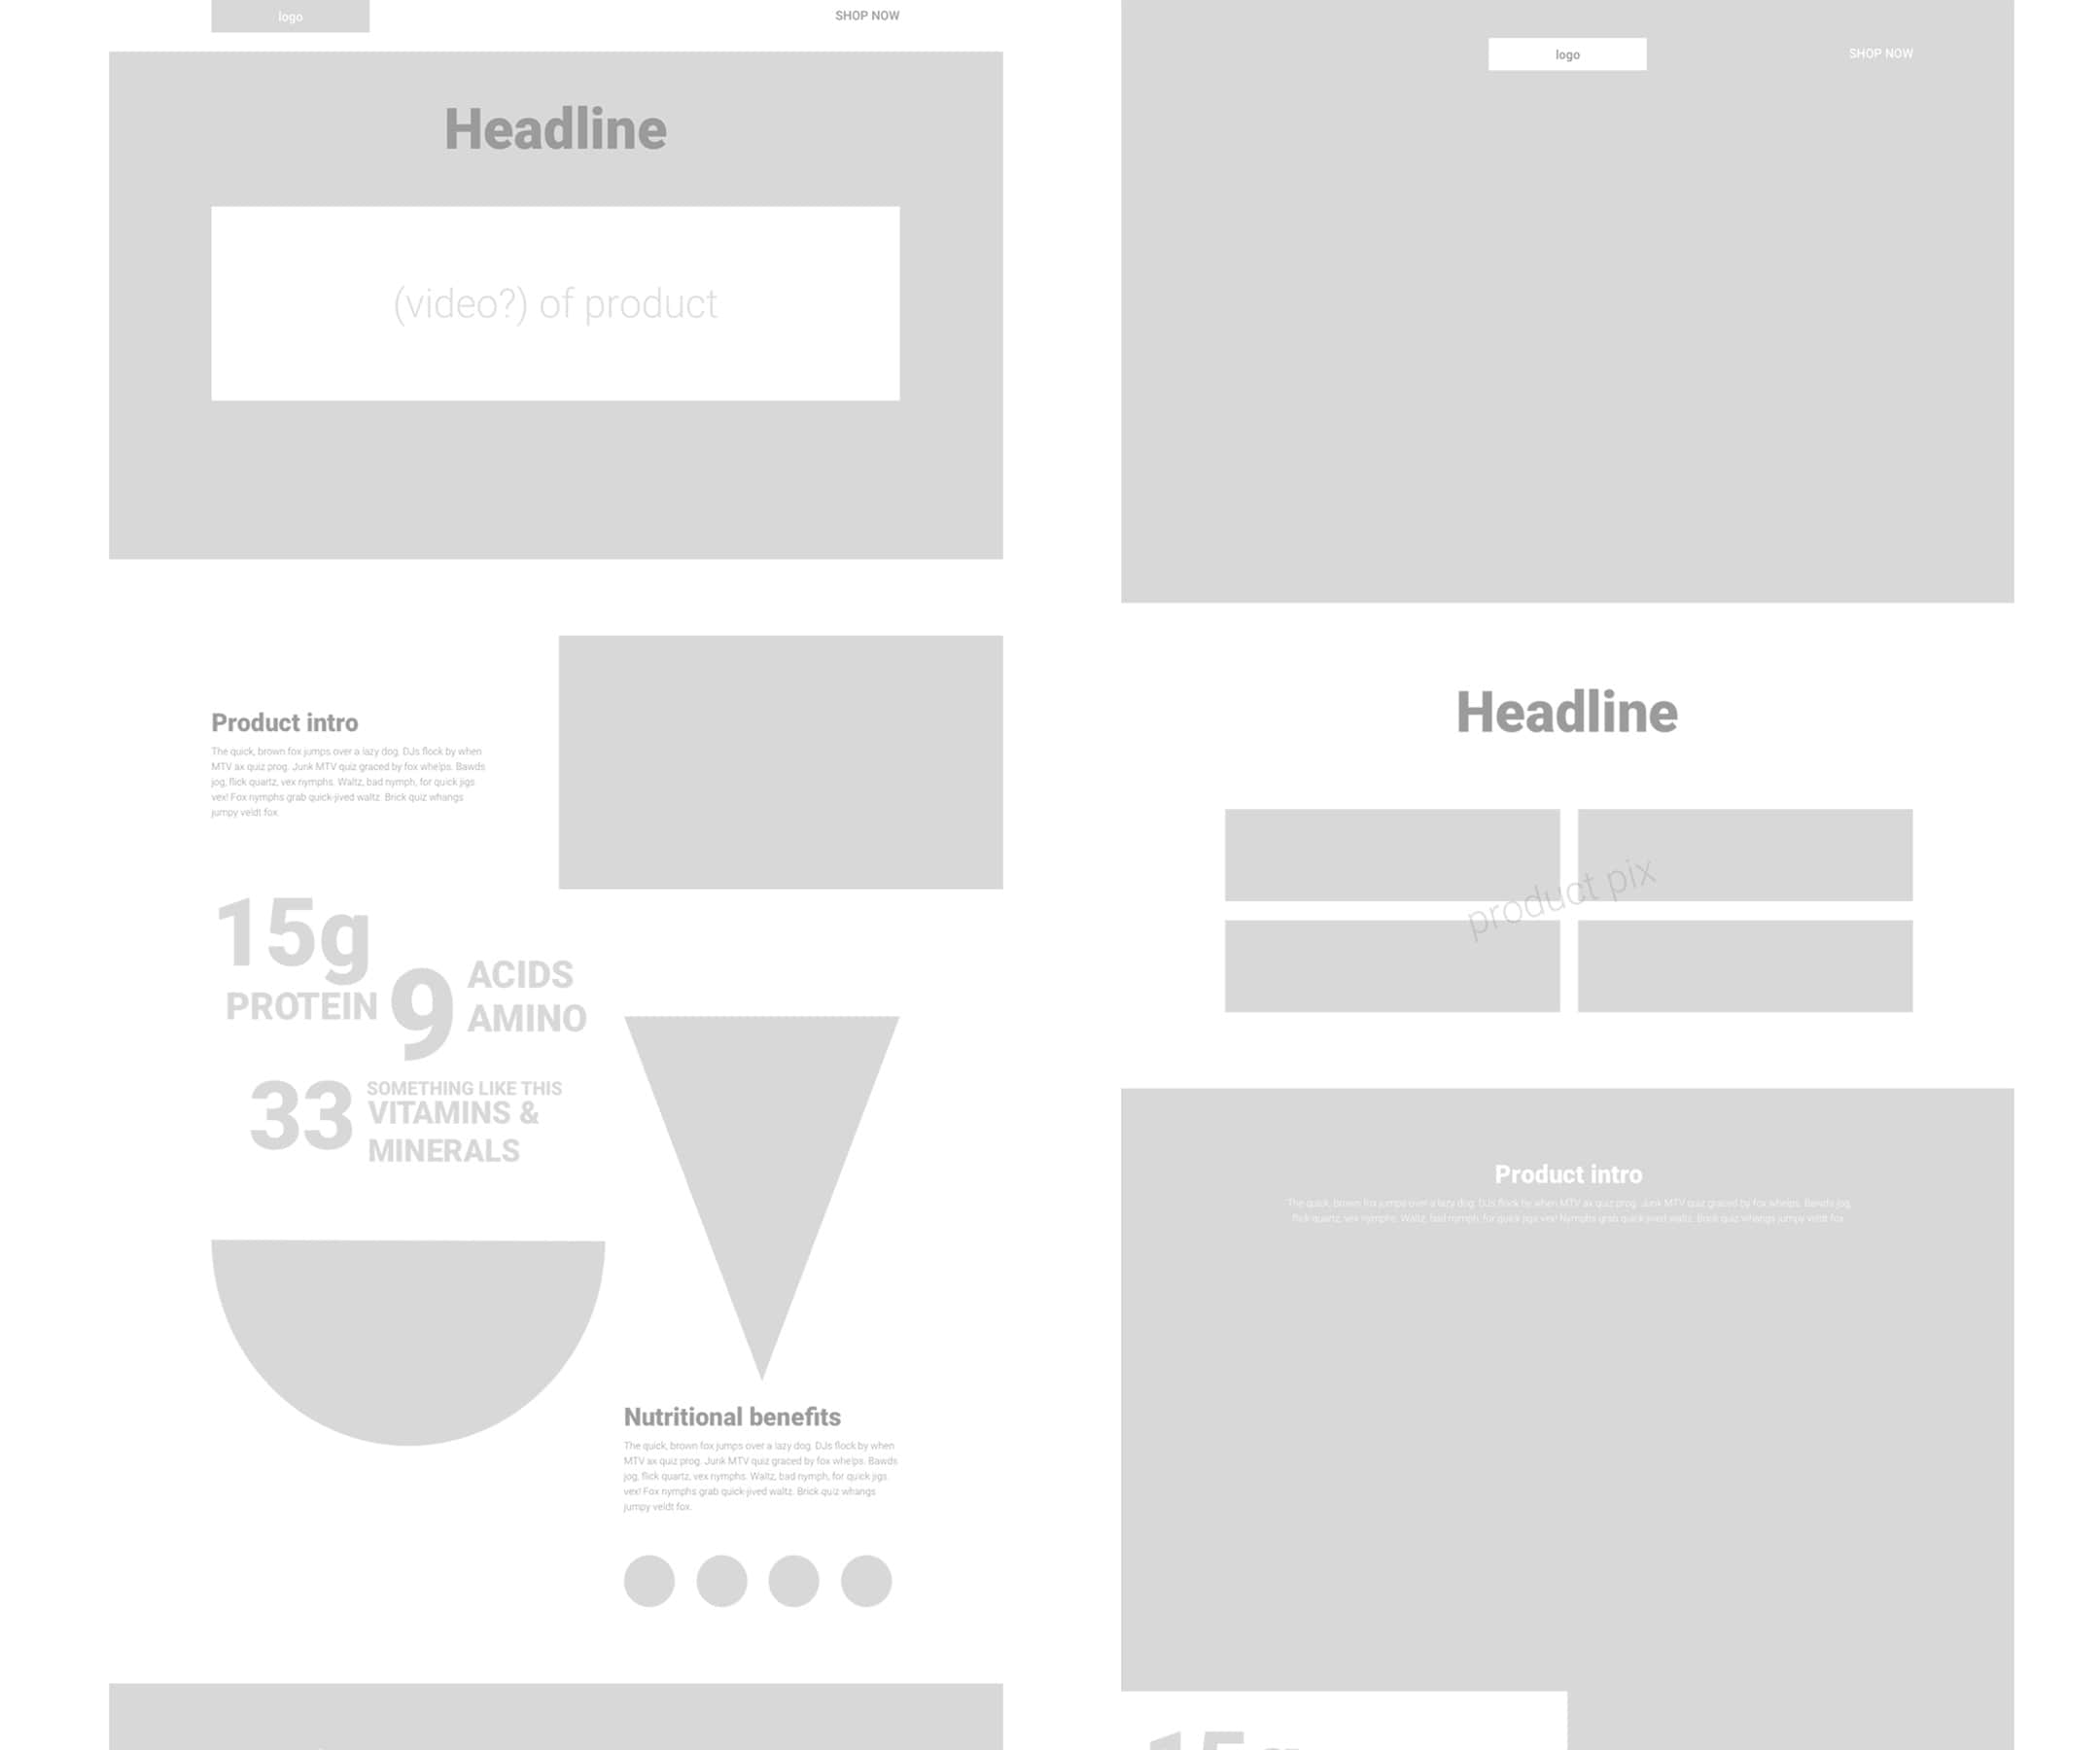 logo
SHOP NOW
Headline
(video?) of product
Product intro
The quick, brown fox jumps over a lazy dog. DJs flock by when
MTV ax quiz prog. Junk MTV quiz graced by fox whelps. Bawds
jog, flick quartz, vex nymphs. Waltz, bad nymph, for quick jigs
vex! Fox nymphs grab quick-jived waltz. Brick quiz whangs
jumpy veldt fox.
15g
PROTEIN
9
ACIDS
AMINO
33
SOMETHING LIKE THIS
VITAMINS &
MINERALS
Nutritional benefits
The quick, brown fox jumps over a lazy dog. DJs flock by when
MTV ax quiz prog. Junk MTV quiz graced by fox whelps. Bawds
jog, flick quartz, vex nymphs. Waltz, bad nymph, for quick jigs
vex! Fox nymphs grab quick-jived waltz. Brick quiz whangs
jumpy veldt fox.
logo
SHOP NOW
Headline
product pix
Product intro
The quick, brown fox jumps over a lazy dog. DJs flock by when MTV ax quiz prog. Junk MTV quiz graced by fox whelps. Bawds jog,
flick quartz, vex nymphs. Waltz, bad nymph, for quick jigs vex! Nymphs grab quick-jived waltz. Brick quiz whangs jumpy veldt fox.